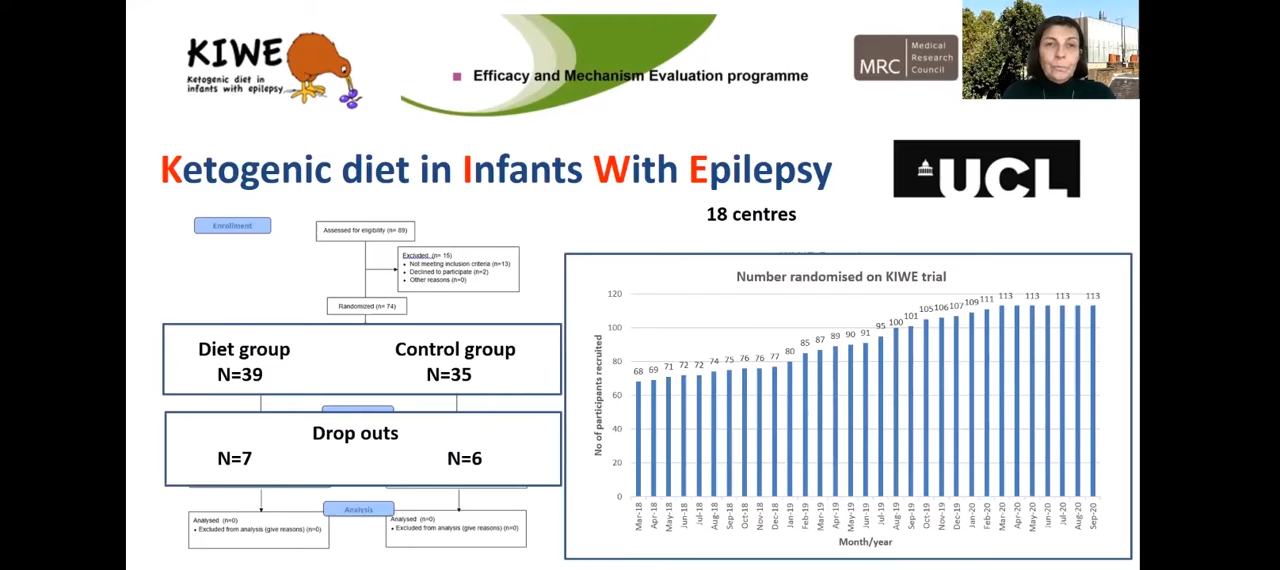 KIWE
Ketogenic diet in
infants with epilepsy
Efficacy and Mechanism Evaluation programme
MRC
Medical
Research
Council
Ketogenic diet in Infants With Epilepsy
UCL
18 centres
Enrollment
Assessed for eligibility (n= 89)
Excluded (n= 15)
• Not meeting inclusion criteria (n=13)
• Declined to participate (n=2)
• Other reasons (n=0)
Randomized (n= 74)
Diet group
N=39
Control group
N=35
Drop outs
N=7
N=6
Analysis
Analysed (n=0)
• Excluded from analysis (give reasons) (n=0)
Analysed (n=0)
• Excluded from analysis (give reasons) (n=0)
Number randomised on KIWE trial
No of participants recruited
120
100
80
60
40
20
0
68 69 71 72 72 74 75 76 76 77 80 85 87 89 90 91 95 100 101 105 106 107 109 111 113 113 113 113
Mar-18 Apr-18 May-18 Jun-18 Jul-18 Aug-18 Sep-18 Oct-18 Nov-18 Dec-18 Jan-19 Feb-19 Mar-19 Apr-19 May-19 Jun-19 Jul-19 Aug-19 Sep-19 Oct-19 Nov-19 Dec-19 Jan-20 Feb-20 Mar-20 Apr-20 May-20 Jun-20 Jul-20 Aug-20 Sep-20
Month/year